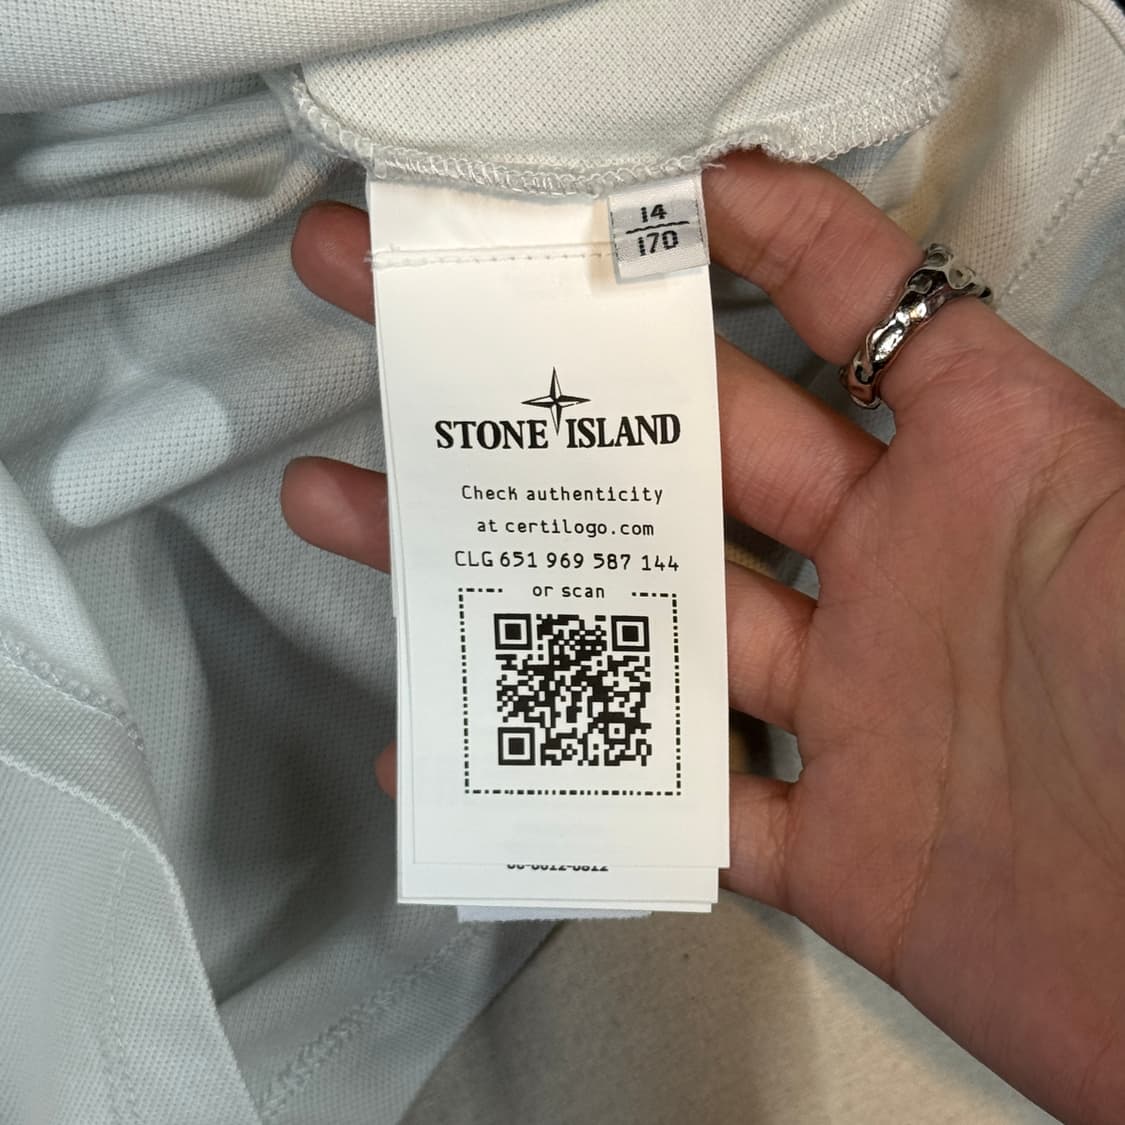 14
170
STONE ISLAND
Check authenticity
at certilogo.com
CLG 651 969 587 144
or scan